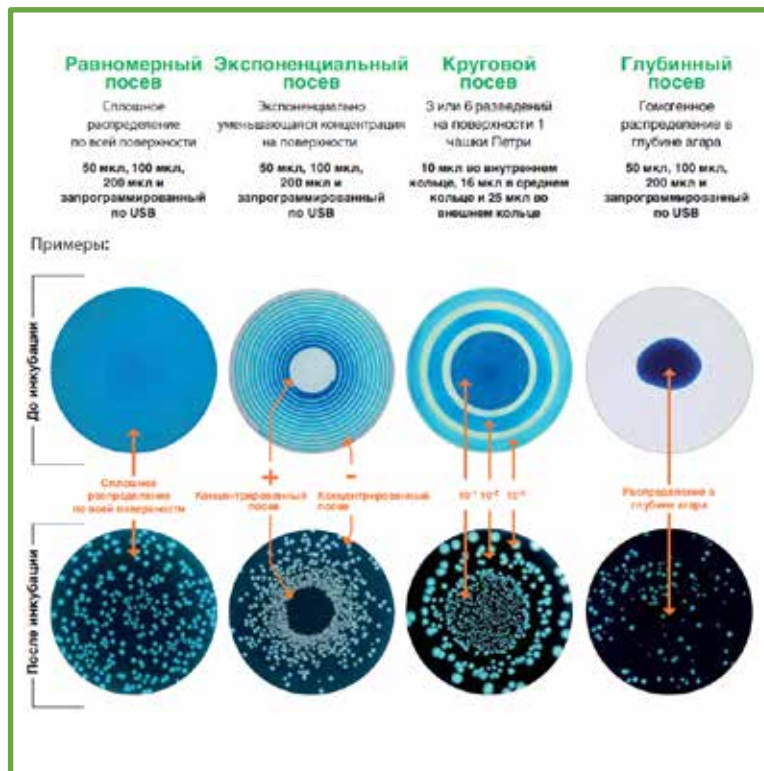 Равномерный
посев
Сплошное
распределение
по всей поверхности
50 мкл, 100 мкл,
200 мкл и
запрограммированный
по USB
Экспоненциальный
посев
Экспоненциально
уменьшающаяся концентрация
на поверхности
50 мкл, 100 мкл,
200 мкл и
запрограммированный
по USB
Круговой
посев
3 или 6 разведений
на поверхности 1
чашки Петри
10 мкл во внутреннем
кольце, 16 мкл в среднем
кольце и 25 мкл во
внешнем кольце
Глубинный
посев
Гомогенное
распределение в
глубине агара
50 мкл, 100 мкл,
200 мкл и
запрограммированный
по USB
Примеры:
До инкубации
Сплошное
распределение
по всей поверхности
+
Концентрированный
посев
-
Концентрированный
посев
10⁻¹ 10⁻²
Распределение в
глубине агара
После инкубации